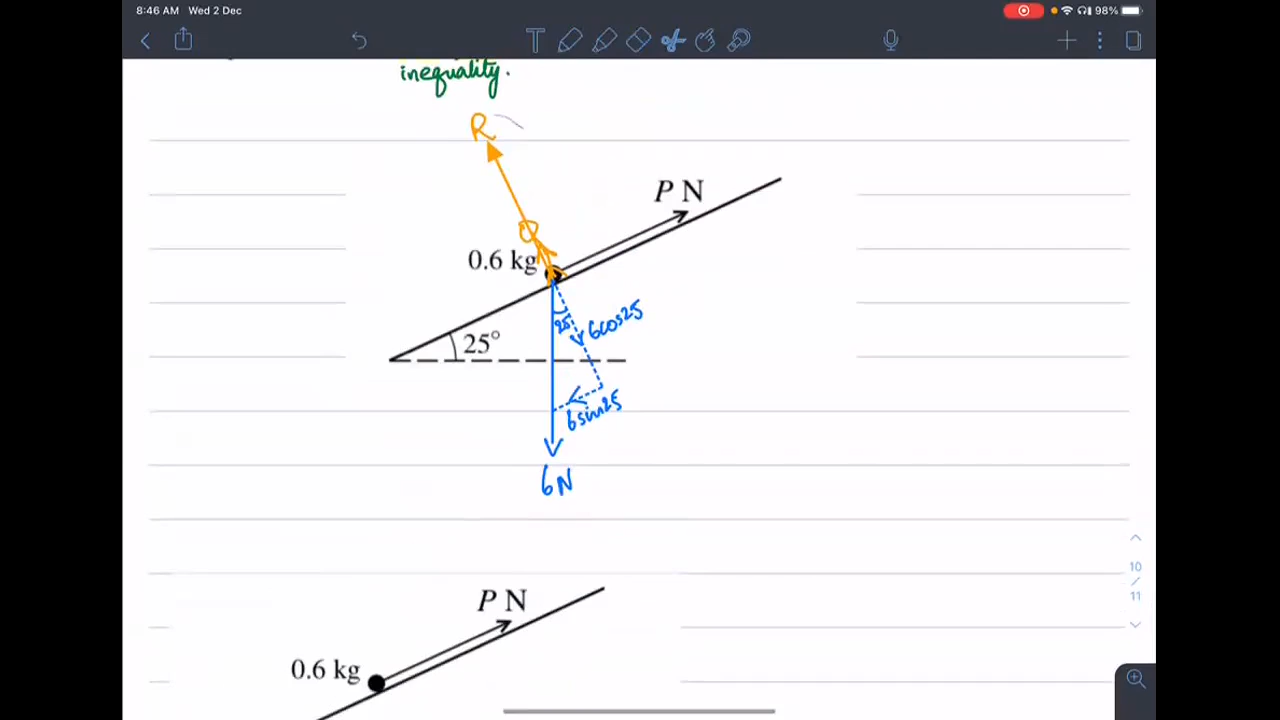 8:46 AM Wed 2 Dec
98%
inequality.
R
P N
0.6 kg
25°
25
6cos25
6sin25
6N
10
/
11
P N
0.6 kg